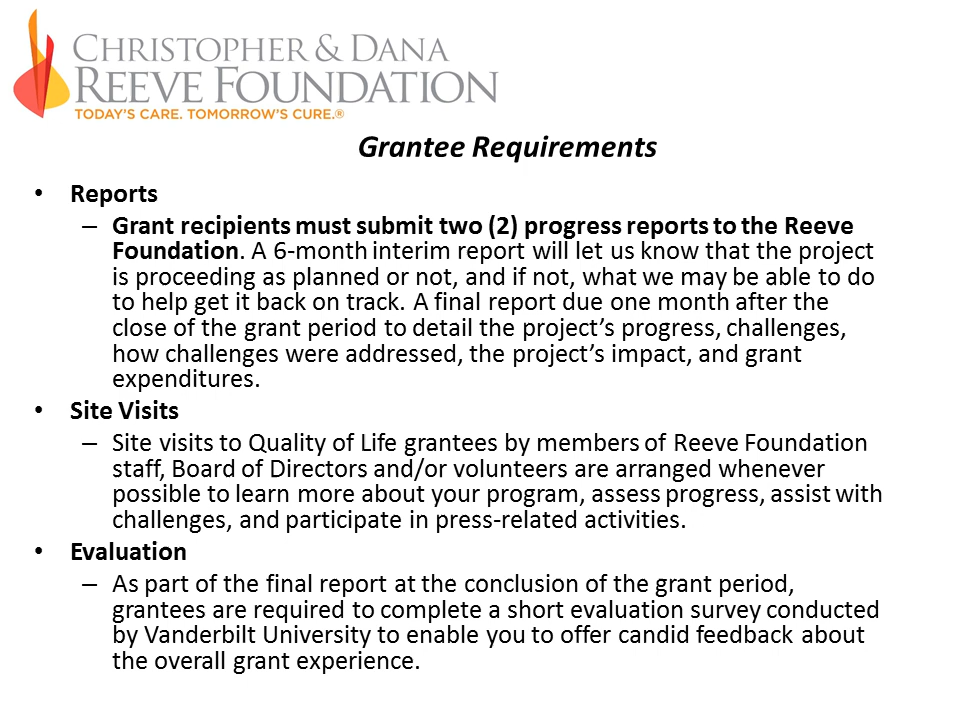 CHRISTOPHER & DANA
REEVE FOUNDATION
TODAY'S CARE. TOMORROW'S CURE.®
Grantee Requirements
• Reports
– Grant recipients must submit two (2) progress reports to the Reeve
Foundation. A 6-month interim report will let us know that the project
is proceeding as planned or not, and if not, what we may be able to do
to help get it back on track. A final report due one month after the
close of the grant period to detail the project’s progress, challenges,
how challenges were addressed, the project’s impact, and grant
expenditures.
• Site Visits
– Site visits to Quality of Life grantees by members of Reeve Foundation
staff, Board of Directors and/or volunteers are arranged whenever
possible to learn more about your program, assess progress, assist with
challenges, and participate in press-related activities.
• Evaluation
– As part of the final report at the conclusion of the grant period,
grantees are required to complete a short evaluation survey conducted
by Vanderbilt University to enable you to offer candid feedback about
the overall grant experience.